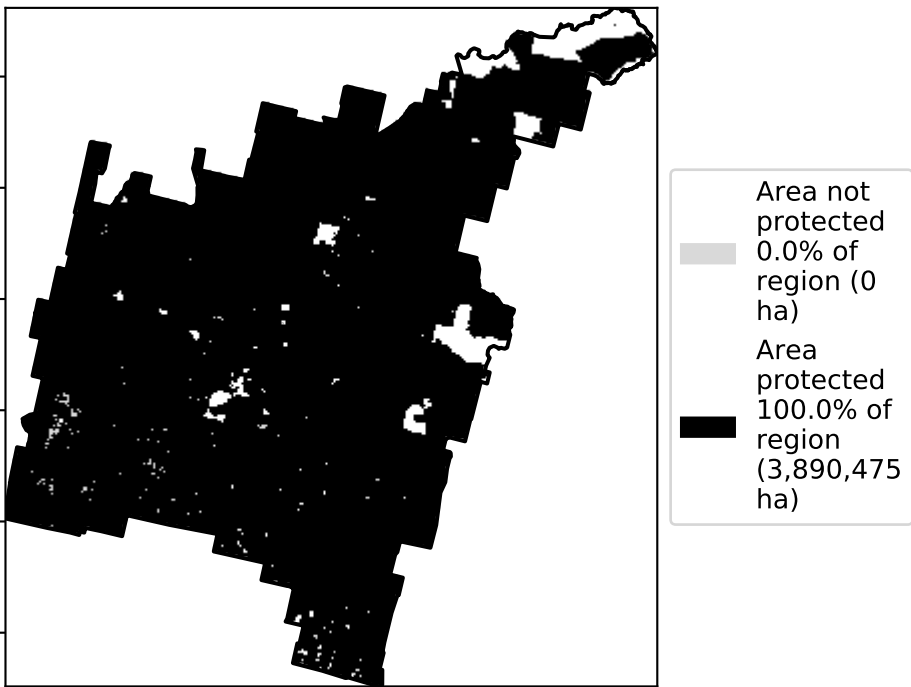 Area not
protected
0.0% of
region (0
ha)
Area
protected
100.0% of
region
(3,890,475
ha)